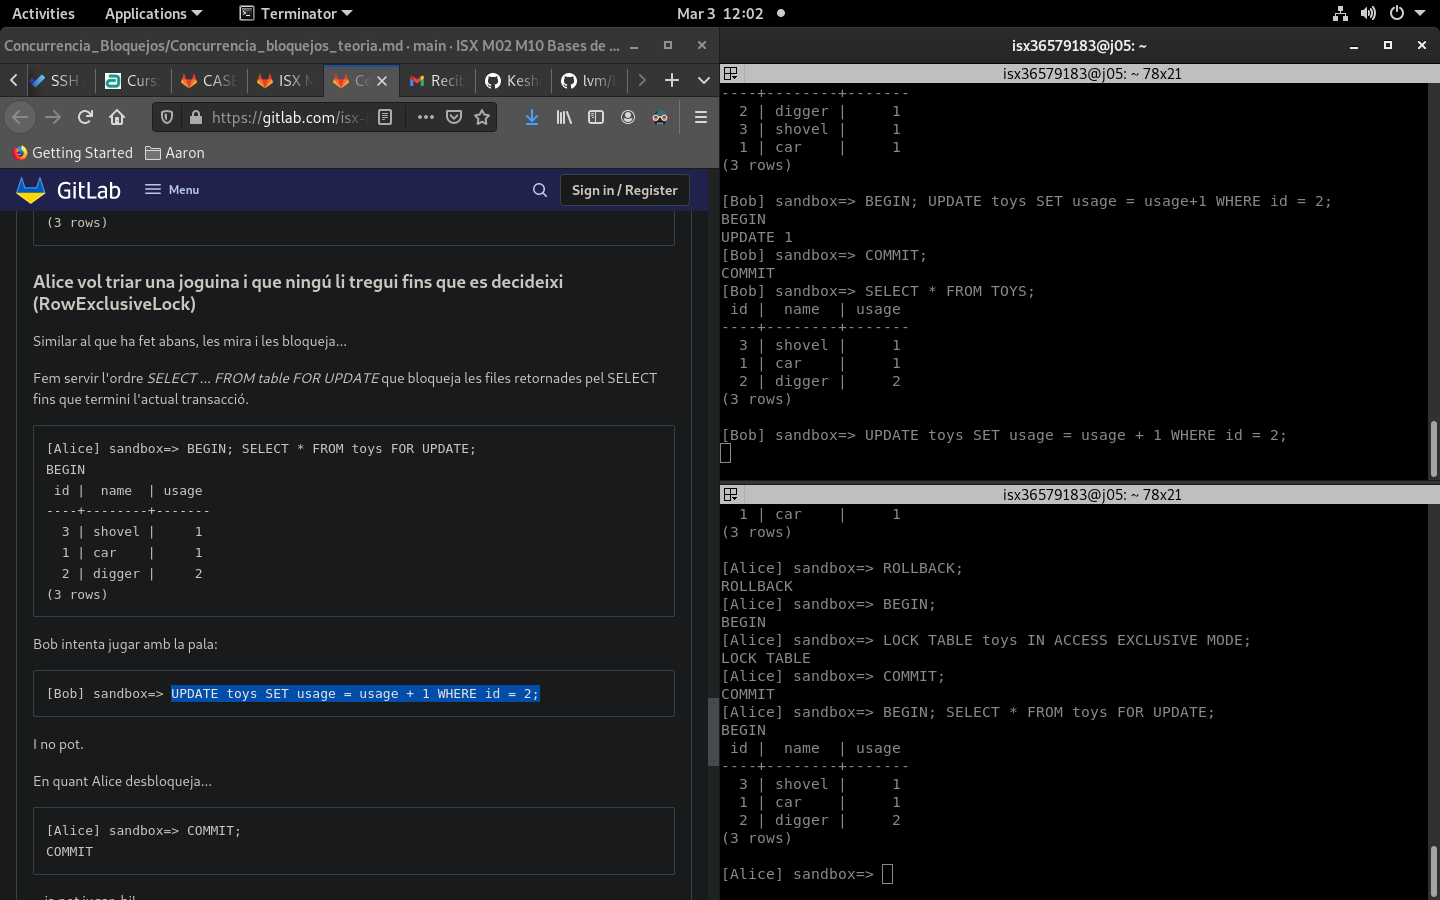 Activities Applications Terminator Mar 3 12:02
Concurrencia_Bloquejos/Concurrencia_bloquejos_teoria.md · main · ISX M02 M10 Bases de ...
SSH Curs CASE ISX M Co Recib Kesh lvm/l
https://gitlab.com/isx-
Getting Started Aaron
GitLab Menu Sign in / Register
(3 rows)
Alice vol triar una joguina i que ningú li tregui fins que es decideixi
(RowExclusiveLock)
Similar al que ha fet abans, les mira i les bloqueja...
Fem servir l'ordre SELECT ... FROM table FOR UPDATE que bloqueja les files retornades pel SELECT
fins que termini l'actual transacció.
[Alice] sandbox=> BEGIN; SELECT * FROM toys FOR UPDATE;
BEGIN
 id |  name  | usage
----+--------+-------
  3 | shovel |     1
  1 | car    |     1
  2 | digger |     2
(3 rows)
Bob intenta jugar amb la pala:
[Bob] sandbox=> UPDATE toys SET usage = usage + 1 WHERE id = 2;
I no pot.
En quant Alice desbloqueja...
[Alice] sandbox=> COMMIT;
COMMIT
isx36579183@j05: ~
isx36579183@j05: ~ 78x21
----+--------+-------
  2 | digger |     1
  3 | shovel |     1
  1 | car    |     1
(3 rows)
[Bob] sandbox=> BEGIN; UPDATE toys SET usage = usage+1 WHERE id = 2;
BEGIN
UPDATE 1
[Bob] sandbox=> COMMIT;
COMMIT
[Bob] sandbox=> SELECT * FROM TOYS;
 id |  name  | usage
----+--------+-------
  3 | shovel |     1
  1 | car    |     1
  2 | digger |     2
(3 rows)
[Bob] sandbox=> UPDATE toys SET usage = usage + 1 WHERE id = 2;
isx36579183@j05: ~ 78x21
  1 | car    |     1
(3 rows)
[Alice] sandbox=> ROLLBACK;
ROLLBACK
[Alice] sandbox=> BEGIN;
BEGIN
[Alice] sandbox=> LOCK TABLE toys IN ACCESS EXCLUSIVE MODE;
LOCK TABLE
[Alice] sandbox=> COMMIT;
COMMIT
[Alice] sandbox=> BEGIN; SELECT * FROM toys FOR UPDATE;
BEGIN
 id |  name  | usage
----+--------+-------
  3 | shovel |     1
  1 | car    |     1
  2 | digger |     2
(3 rows)
[Alice] sandbox=>